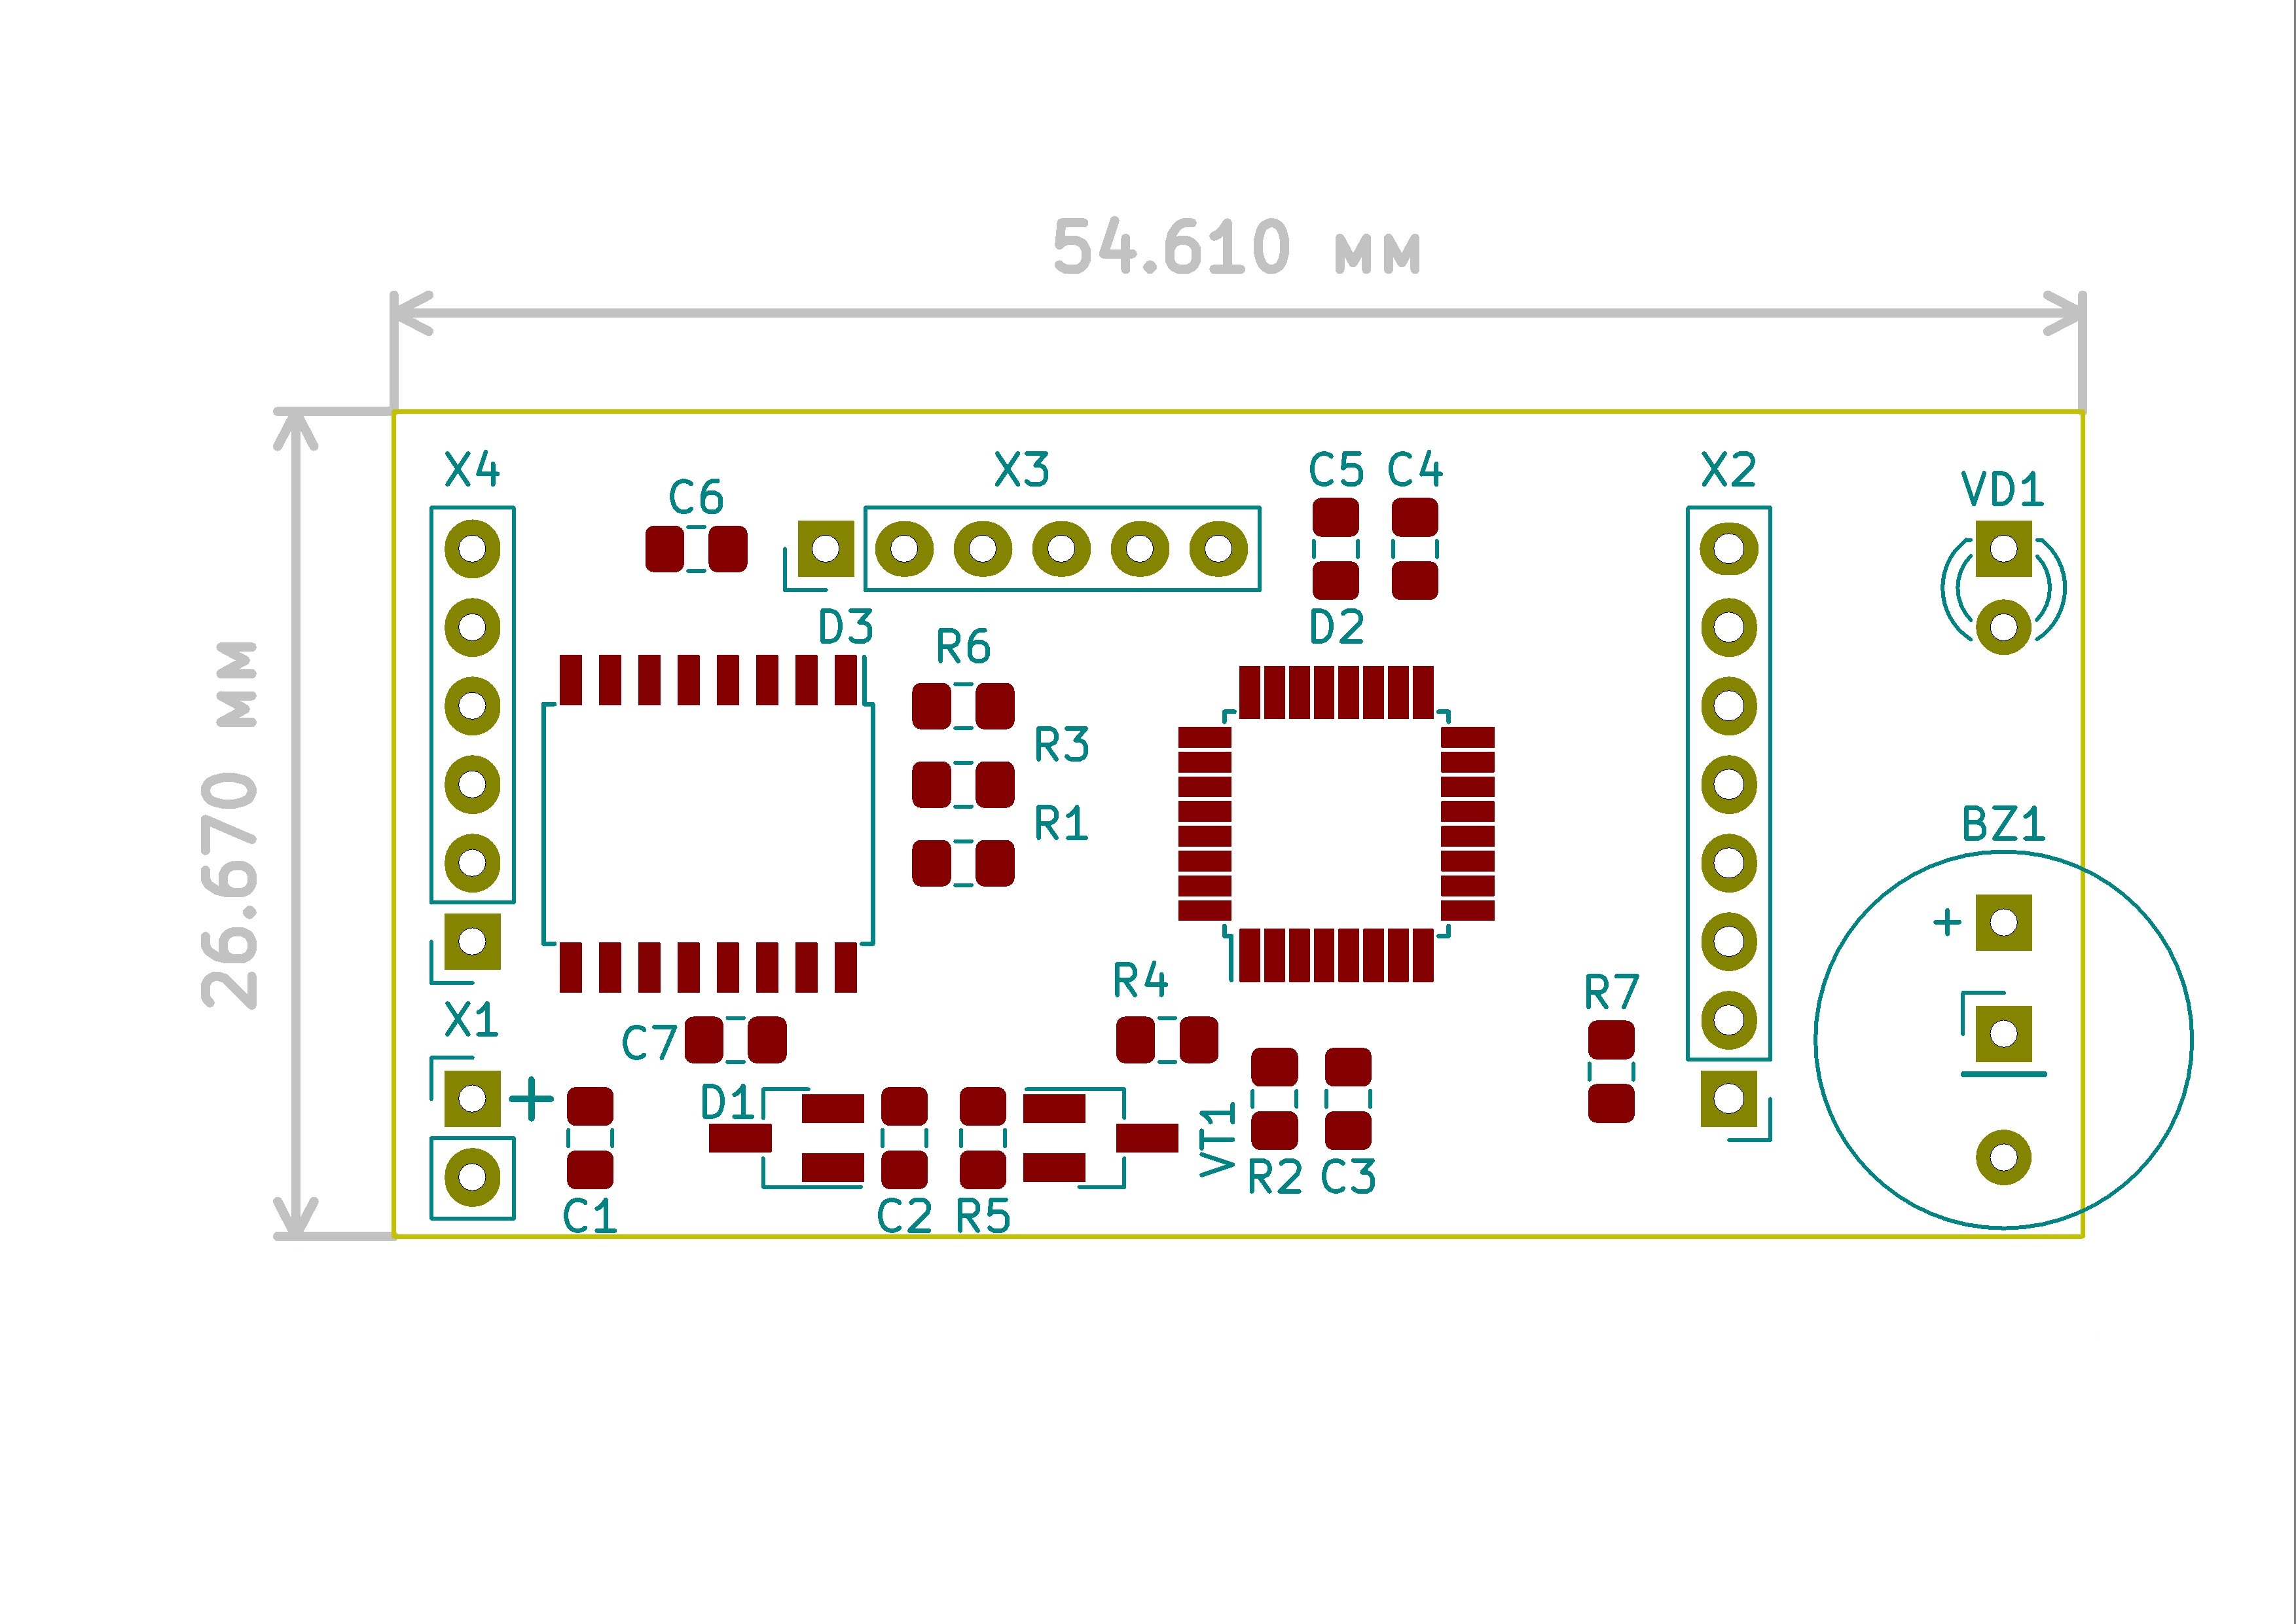 54.610 мм
26.670 мм
X4
C6
X3
C5
C4
X2
VD1
D3
R6
D2
R3
R1
BZ1
+
R4
R7
X1
C7
+
D1
VT1
R2
C3
C1
C2
R5